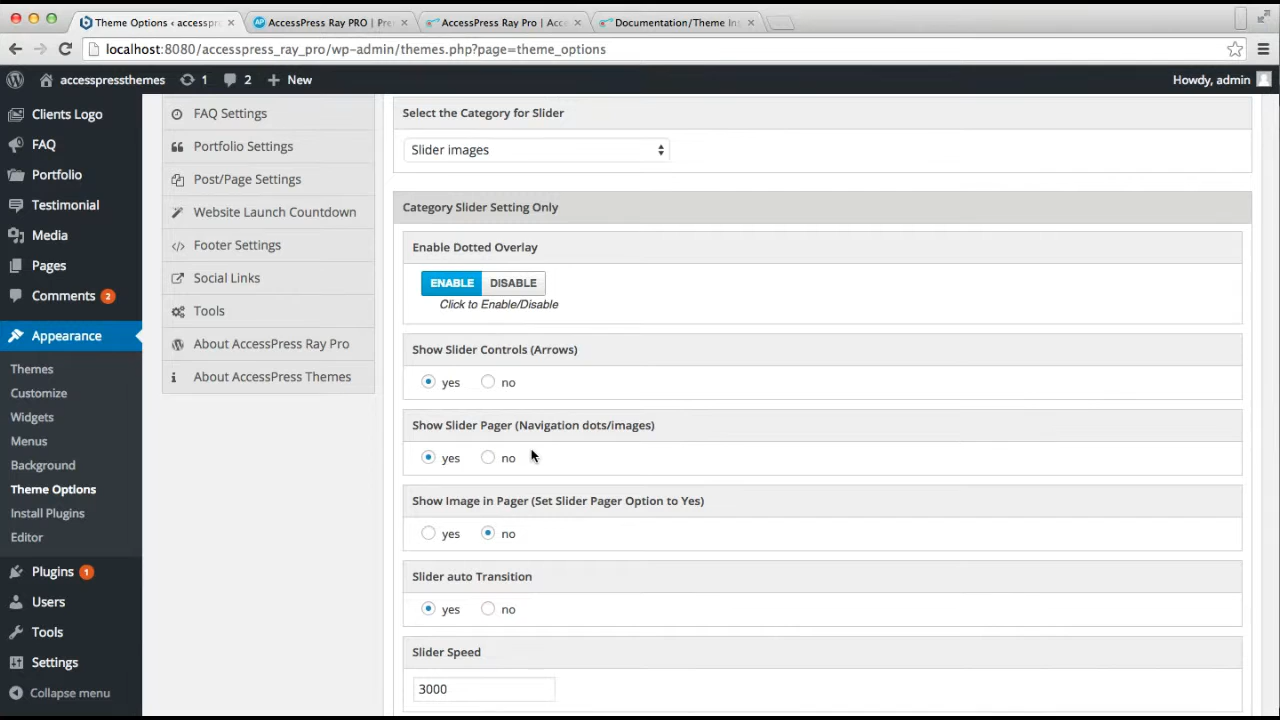 Theme Options ‹ accesspr
AccessPress Ray PRO | Pre
AccessPress Ray Pro | Acce
Documentation/Theme In
localhost:8080/accesspress_ray_pro/wp-admin/themes.php?page=theme_options
accesspressthemes
1
2
New
Howdy, admin
Clients Logo
FAQ
Portfolio
Testimonial
Media
Pages
Comments 2
Appearance
Themes
Customize
Widgets
Menus
Background
Theme Options
Install Plugins
Editor
Plugins 1
Users
Tools
Settings
Collapse menu
FAQ Settings
Portfolio Settings
Post/Page Settings
Website Launch Countdown
Footer Settings
Social Links
Tools
About AccessPress Ray Pro
About AccessPress Themes
Select the Category for Slider
Slider images
Category Slider Setting Only
Enable Dotted Overlay
ENABLE DISABLE
Click to Enable/Disable
Show Slider Controls (Arrows)
yes no
Show Slider Pager (Navigation dots/images)
yes no
Show Image in Pager (Set Slider Pager Option to Yes)
yes no
Slider auto Transition
yes no
Slider Speed
3000